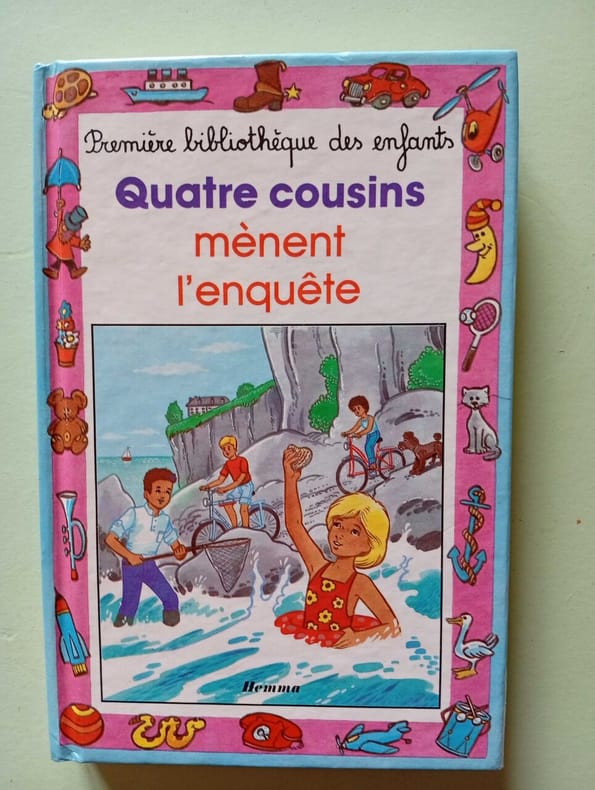 Première bibliothèque des enfants
Quatre cousins
mènent
l'enquête
Hemma